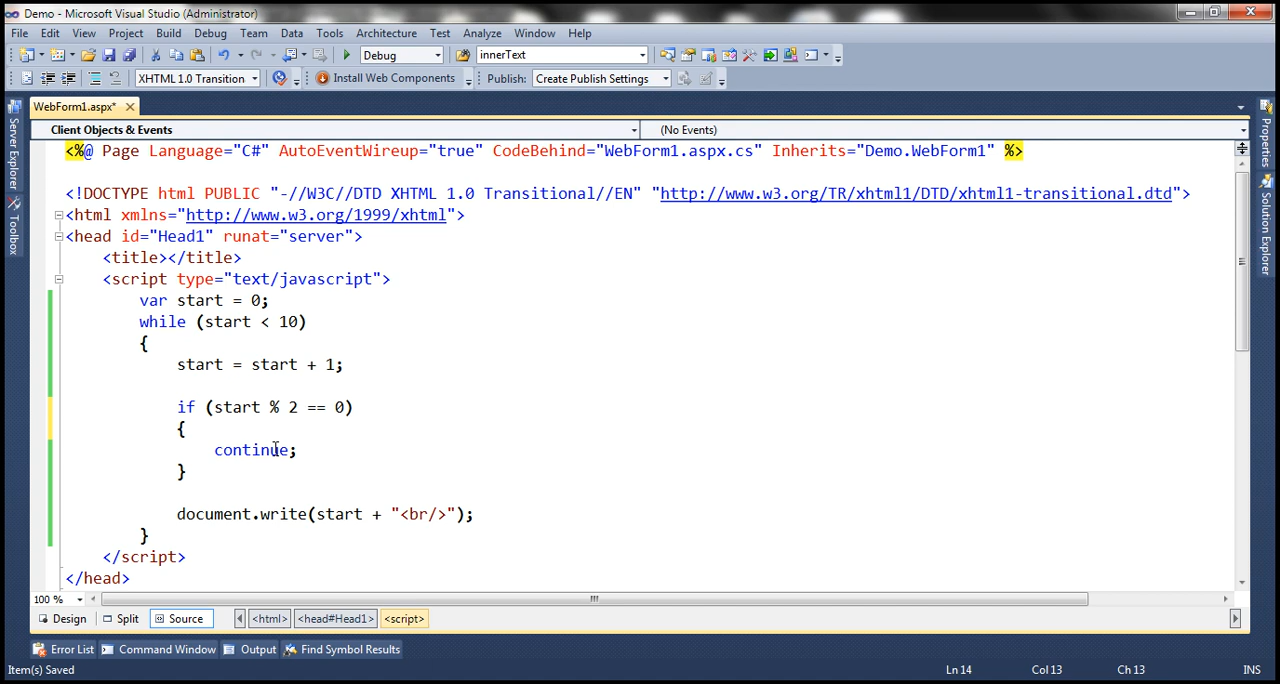 Demo - Microsoft Visual Studio (Administrator)
File Edit View Project Build Debug Team Data Tools Architecture Test Analyze Window Help
Debug innerText
XHTML 1.0 Transition Install Web Components Publish: Create Publish Settings
WebForm1.aspx*
Client Objects & Events (No Events)
<%@ Page Language="C#" AutoEventWireup="true" CodeBehind="WebForm1.aspx.cs" Inherits="Demo.WebForm1" %>
<!DOCTYPE html PUBLIC "-//W3C//DTD XHTML 1.0 Transitional//EN" "http://www.w3.org/TR/xhtml1/DTD/xhtml1-transitional.dtd">
<html xmlns="http://www.w3.org/1999/xhtml">
<head id="Head1" runat="server">
<title></title>
<script type="text/javascript">
var start = 0;
while (start < 10)
{
start = start + 1;
if (start % 2 == 0)
{
continue;
}
document.write(start + "<br/>");
}
</script>
</head>
100 %
Design Split Source <html> <head#Head1> <script>
Error List Command Window Output Find Symbol Results
Item(s) Saved Ln 14 Col 13 Ch 13 INS
Server Explorer
Toolbox
Properties
Solution Explorer